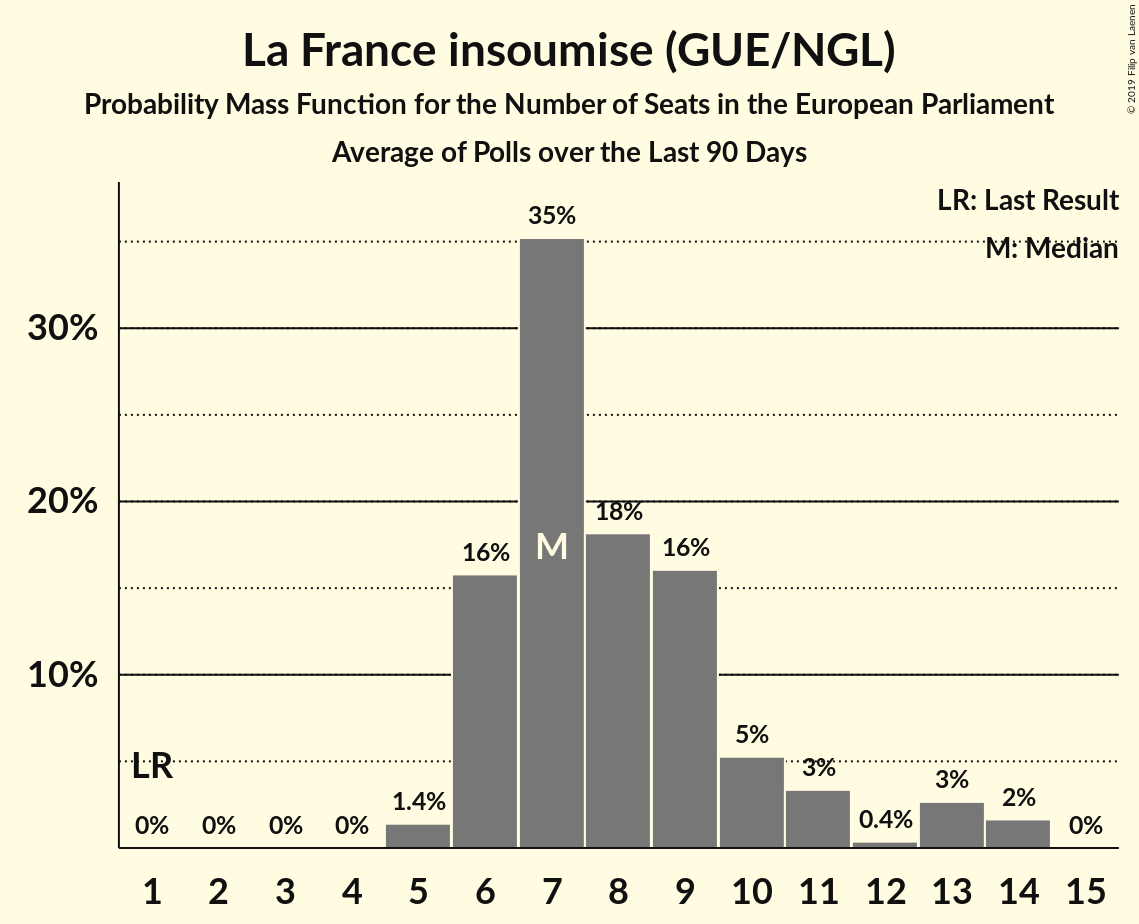 La France insoumise (GUE/NGL)
Probability Mass Function for the Number of Seats in the European Parliament
Average of Polls over the Last 90 Days
© 2019 Filip van Laenen
LR: Last Result
M: Median
35%
30%
20%
18%
16%
16%
M
10%
5%
LR
3%
3%
2%
1.4%
0.4%
0%
0%
0%
0%
0%
1 2 3 4 5 6 7 8 9 10 11 12 13 14 15